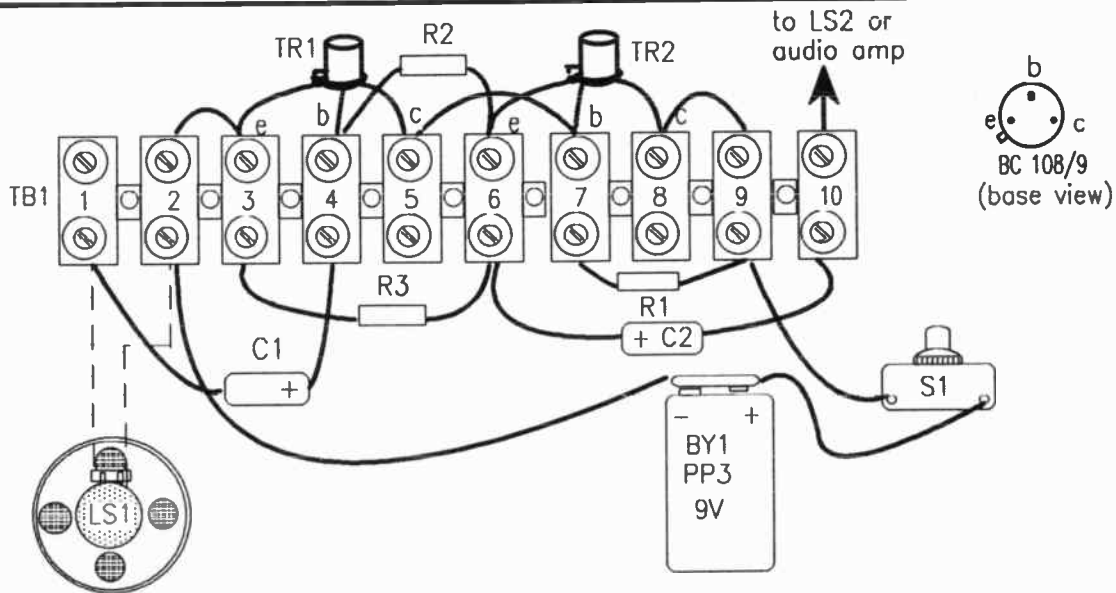 to LS2 or
audio amp
TR1
R2
TR2
b
e
c
BC 108/9
(base view)
e
b
c
e
b
c
TB1
1
2
3
4
5
6
7
8
9
10
R3
R1
C1
+
+ C2
S1
- +
BY1
PP3
9V
LS1